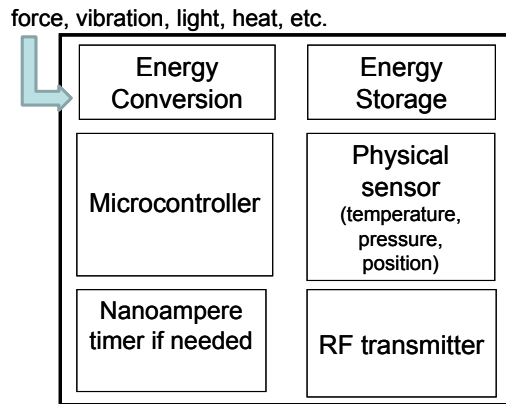 force, vibration, light, heat, etc.
Energy
Conversion
Energy
Storage
Microcontroller
Physical
sensor
(temperature,
pressure,
position)
Nanoampere
timer if needed
RF transmitter